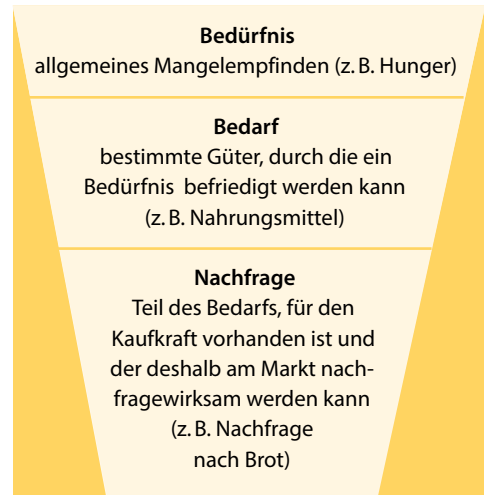 Bedürfnis
allgemeines Mangelempfinden (z. B. Hunger)
Bedarf
bestimmte Güter, durch die ein
Bedürfnis befriedigt werden kann
(z. B. Nahrungsmittel)
Nachfrage
Teil des Bedarfs, für den
Kaufkraft vorhanden ist und
der deshalb am Markt nach-
fragewirksam werden kann
(z. B. Nachfrage
nach Brot)